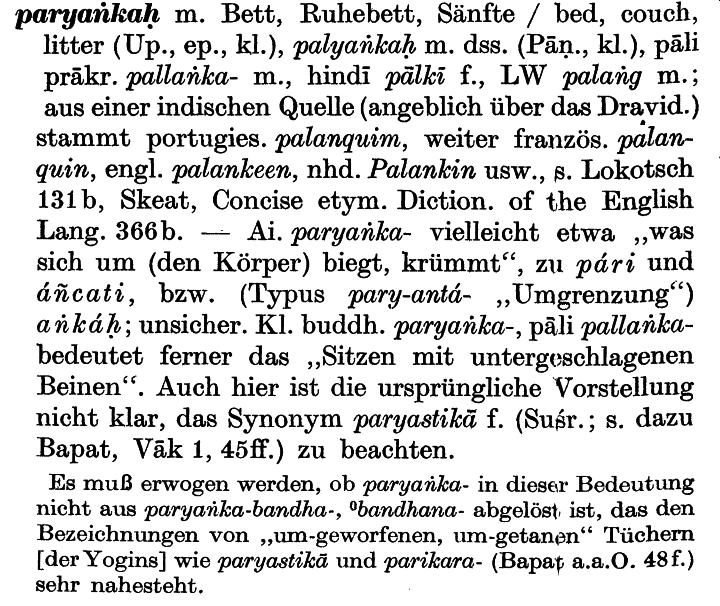 paryaṅkaḥ m. Bett, Ruhebett, Sänfte / bed, couch,
litter (Up., ep., kl.), palyaṅkaḥ m. dss. (Pāṇ., kl.), pāli
prākr. pallaṅka- m., hindī pālkī f., LW palaṅg m.;
aus einer indischen Quelle (angeblich über das Dravid.)
stammt portugies. palanquim, weiter französ. palan-
quin, engl. palankeen, nhd. Palankin usw., s. Lokotsch
131b, Skeat, Concise etym. Diction. of the English
Lang. 366b. — Ai. paryaṅka- vielleicht etwa „was
sich um (den Körper) biegt, krümmt“, zu pári und
áñcati, bzw. (Typus pary-antá- „Umgrenzung“)
aṅkáḥ; unsicher. Kl. buddh. paryaṅka-, pāli pallaṅka-
bedeutet ferner das „Sitzen mit untergeschlagenen
Beinen“. Auch hier ist die ursprüngliche Vorstellung
nicht klar, das Synonym paryastikā f. (Suśr.; s. dazu
Bapat, Vāk 1, 45ff.) zu beachten.
Es muß erwogen werden, ob paryaṅka- in dieser Bedeutung
nicht aus paryaṅka-bandha-, ⁰bandhana- abgelöst ist, das den
Bezeichnungen von „um-geworfenen, um-getanen“ Tüchern
[der Yogins] wie paryastikā und parikara- (Bapat a.a.O. 48f.)
sehr nahesteht.